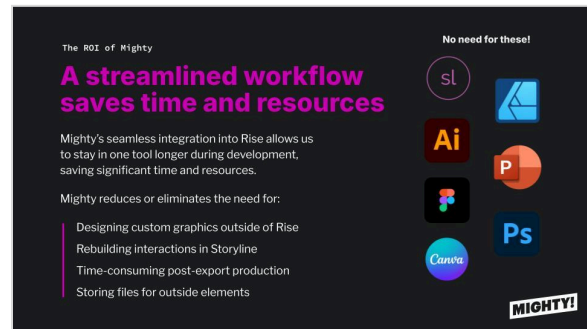 The ROI of Mighty
A streamlined workflow
saves time and resources
Mighty's seamless integration into Rise allows us
to stay in one tool longer during development,
saving significant time and resources.
Mighty reduces or eliminates the need for:
Designing custom graphics outside of Rise
Rebuilding interactions in Storyline
Time-consuming post-export production
Storing files for outside elements
No need for these!
sl
Ai
P
Ps
Canva
MIGHTY!